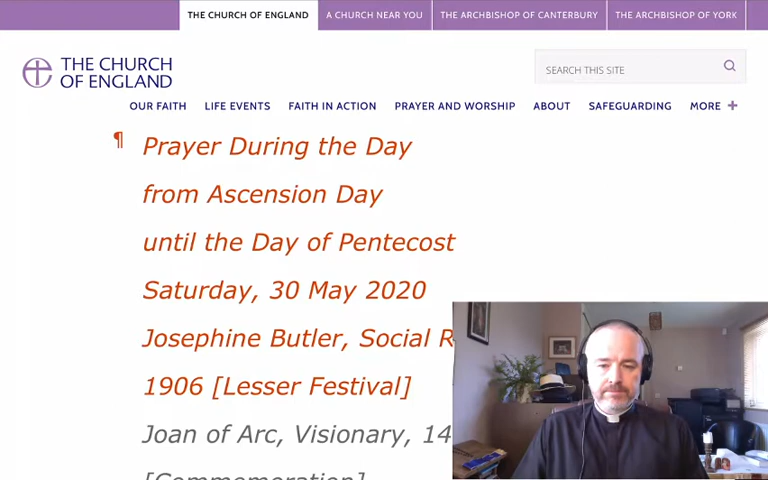 THE CHURCH OF ENGLAND A CHURCH NEAR YOU THE ARCHBISHOP OF CANTERBURY THE ARCHBISHOP OF YORK
THE CHURCH
OF ENGLAND
SEARCH THIS SITE
OUR FAITH LIFE EVENTS FAITH IN ACTION PRAYER AND WORSHIP ABOUT SAFEGUARDING MORE +
¶ Prayer During the Day
from Ascension Day
until the Day of Pentecost
Saturday, 30 May 2020
Josephine Butler, Social R
1906 [Lesser Festival]
Joan of Arc, Visionary, 14
[Commemoration]